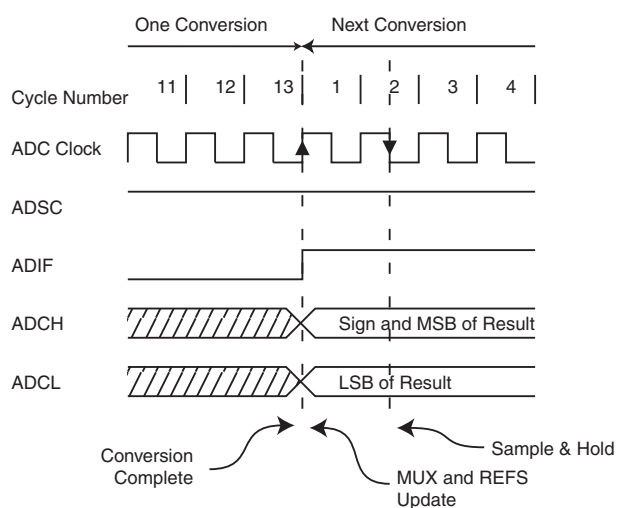 One Conversion
Next Conversion
Cycle Number
11
12
13
1
2
3
4
ADC Clock
ADSC
ADIF
ADCH
Sign and MSB of Result
ADCL
LSB of Result
Conversion
Complete
MUX and REFS
Update
Sample & Hold